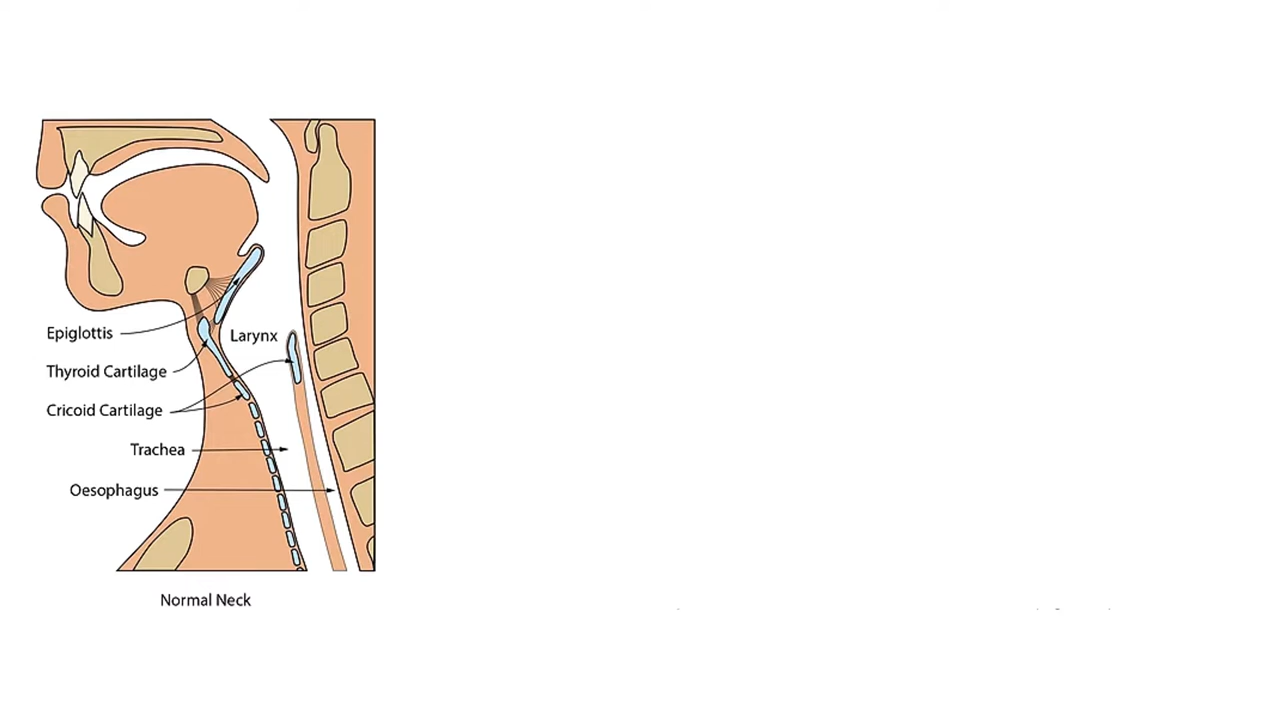 Epiglottis
Larynx
Thyroid Cartilage
Cricoid Cartilage
Trachea
Oesophagus
Normal Neck